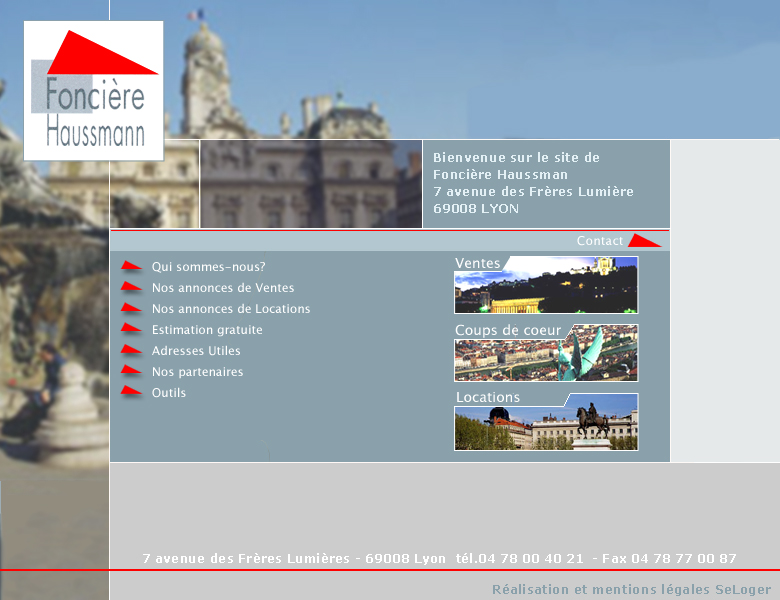 Foncière
Haussmann
Bienvenue sur le site de
Foncière Haussman
7 avenue des Frères Lumière
69008 LYON
Contact
Qui sommes-nous?
Nos annonces de Ventes
Nos annonces de Locations
Estimation gratuite
Adresses Utiles
Nos partenaires
Outils
Ventes
Coups de coeur
Locations
7 avenue des Frères Lumières - 69008 Lyon tél.04 78 00 40 21 - Fax 04 78 77 00 87
Réalisation et mentions légales SeLoger